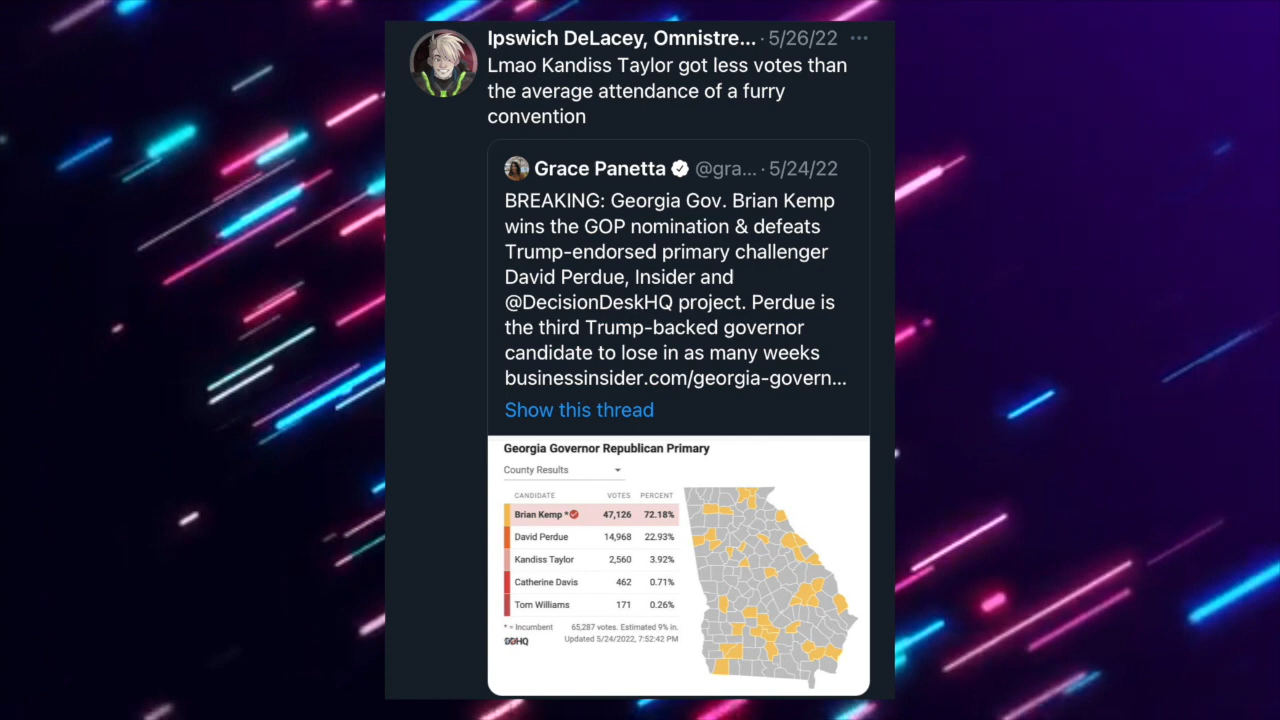 Ipswich DeLacey, Omnistre... · 5/26/22 ...
Lmao Kandiss Taylor got less votes than
the average attendance of a furry
convention
Grace Panetta @gra... · 5/24/22
BREAKING: Georgia Gov. Brian Kemp
wins the GOP nomination & defeats
Trump-endorsed primary challenger
David Perdue, Insider and
@DecisionDeskHQ project. Perdue is
the third Trump-backed governor
candidate to lose in as many weeks
businessinsider.com/georgia-govern...
Show this thread
Georgia Governor Republican Primary
County Results
CANDIDATE VOTES PERCENT
Brian Kemp * 47,126 72.18%
David Perdue 14,968 22.93%
Kandiss Taylor 2,560 3.92%
Catherine Davis 462 0.71%
Tom Williams 171 0.26%
* = Incumbent 65,287 votes. Estimated 9% in.
DDHQ Updated 5/24/2022, 7:52:42 PM